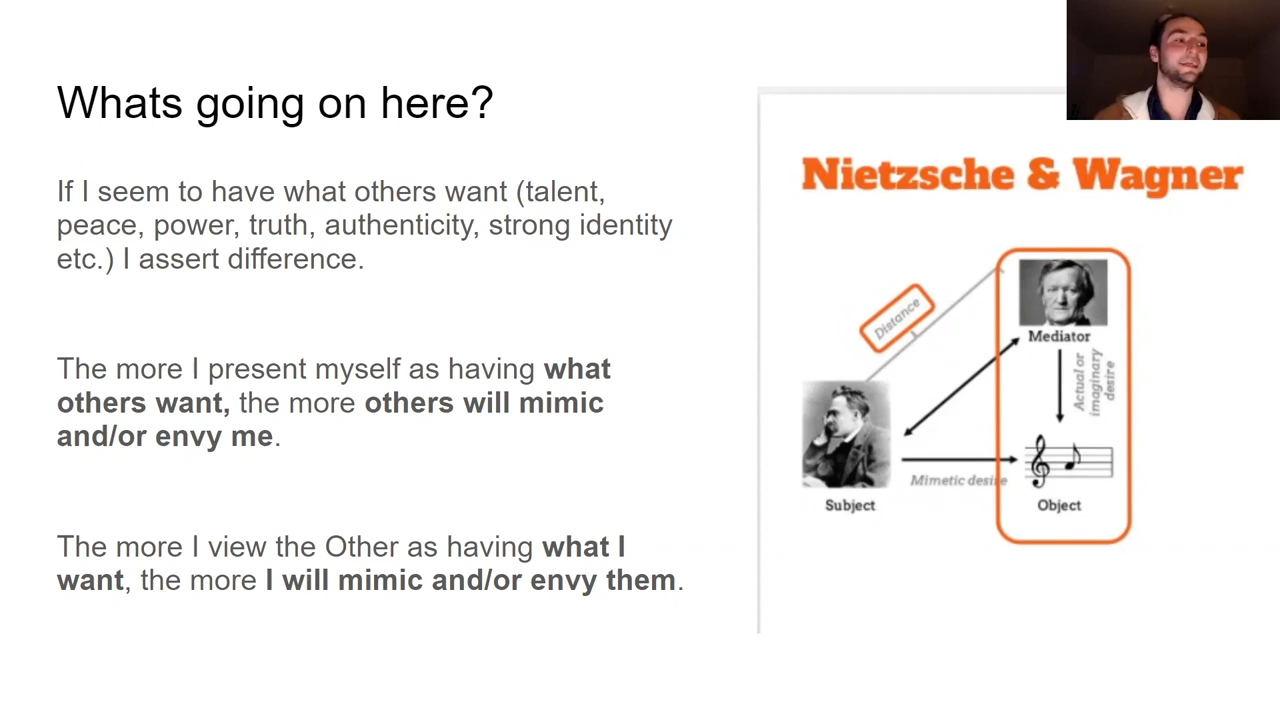 Whats going on here?
If I seem to have what others want (talent,
peace, power, truth, authenticity, strong identity
etc.) I assert difference.
The more I present myself as having what
others want, the more others will mimic
and/or envy me.
The more I view the Other as having what I
want, the more I will mimic and/or envy them.
Nietzsche & Wagner
Distance
Mediator
Actual or
imaginary
desire
Mimetic desire
Subject
Object